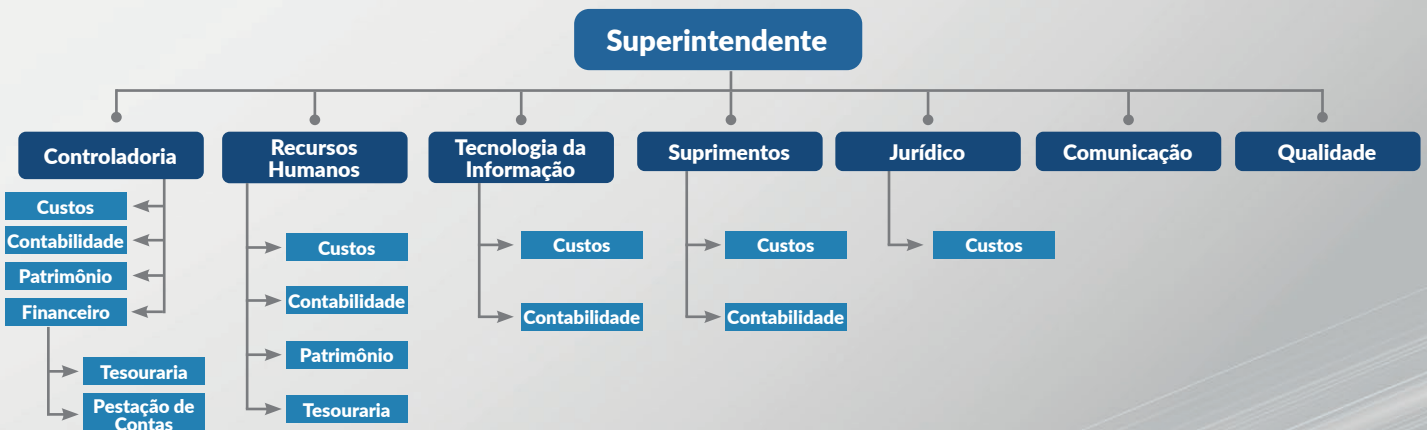 Superintendente
Controladoria
Recursos
Humanos
Tecnologia da
Informação
Suprimentos
Jurídico
Comunicação
Qualidade
Custos
Contabilidade
Patrimônio
Financeiro
Tesouraria
Pestação de
Contas
Custos
Contabilidade
Patrimônio
Tesouraria
Custos
Contabilidade
Custos
Contabilidade
Custos